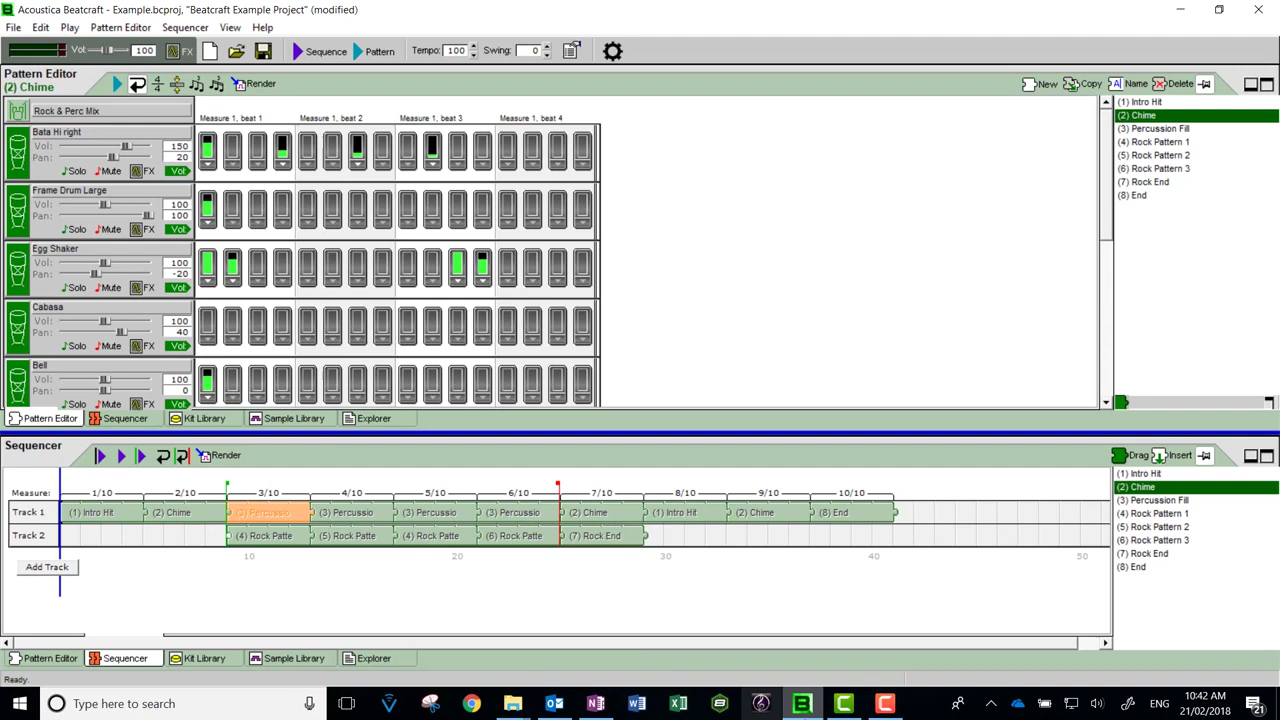 Acoustica Beatcraft - Example.bcproj, "Beatcraft Example Project" (modified)
File Edit Play Pattern Editor Sequencer View Help
Vol: 100 FX Sequence Pattern Tempo: 100 Swing: 0
Pattern Editor
(2) Chime
Render
New Copy Name Delete
Rock & Perc Mix
Measure 1, beat 1 Measure 1, beat 2 Measure 1, beat 3 Measure 1, beat 4
Bata Hi right
Vol: 150
Pan: 20
Solo Mute FX Vol:
Frame Drum Large
100
100
Solo Mute FX Vol:
Egg Shaker
Vol: 100
Pan: -20
Solo Mute FX Vol:
Cabasa
Vol: 100
Pan: 40
Solo Mute FX Vol:
Bell
Vol: 100
Pan: 0
Solo Mute FX Vol:
(1) Intro Hit
(2) Chime
(3) Percussion Fill
(4) Rock Pattern 1
(5) Rock Pattern 2
(6) Rock Pattern 3
(7) Rock End
(8) End
Pattern Editor Sequencer Kit Library Sample Library Explorer
Sequencer
Render
Drag Insert
Measure: 1/10 2/10 3/10 4/10 5/10 6/10 7/10 8/10 9/10 10/10
Track 1 (1) Intro Hit (2) Chime (3) Percussio (3) Percussio (3) Percussio (3) Percussio (2) Chime (1) Intro Hit (2) Chime (8) End
Track 2 (4) Rock Patte (5) Rock Patte (4) Rock Patte (6) Rock Patte (7) Rock End
10 20 30 40 50
Add Track
(1) Intro Hit
(2) Chime
(3) Percussion Fill
(4) Rock Pattern 1
(5) Rock Pattern 2
(6) Rock Pattern 3
(7) Rock End
(8) End
Pattern Editor Sequencer Kit Library Sample Library Explorer
Ready.
Type here to search
ENG
10:42 AM
21/02/2018
21